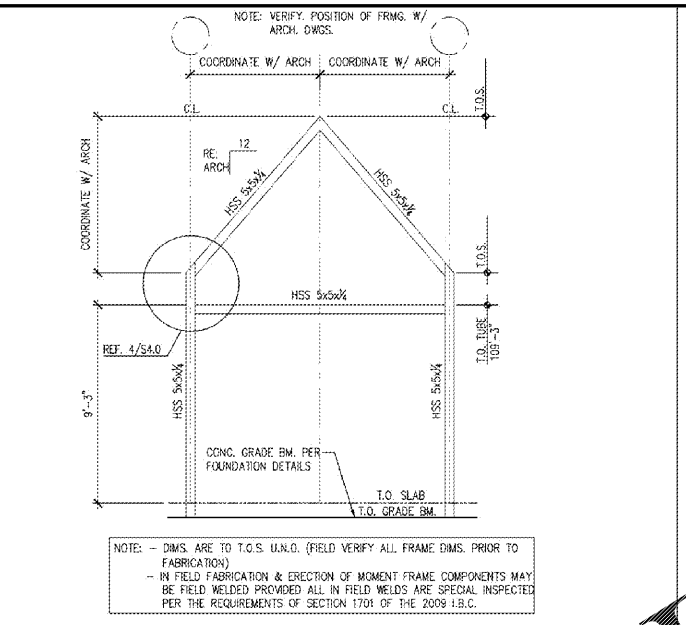 NOTE: VERIFY. POSITION OF FRMG. W/
ARCH. DWGS.
COORDINATE W/ ARCH
COORDINATE W/ ARCH
C.L.
C.L.
T.O.S.
12
RE:
ARCH
COORDINATE W/ ARCH
HSS 5x5x¼
HSS 5x5x¼
T.O.S.
HSS 5x5x¼
T.O. TUBE
109'-3"
REF. 4/S4.0
HSS 5x5x¼
HSS 5x5x¼
9'-3"
CONC. GRADE BM. PER
FOUNDATION DETAILS
T.O. SLAB
T.O. GRADE BM.
NOTE: - DIMS. ARE TO T.O.S. U.N.O. (FIELD VERIFY ALL FRAME DIMS. PRIOR TO
FABRICATION)
- IN FIELD FABRICATION & ERECTION OF MOMENT FRAME COMPONENTS MAY
BE FIELD WELDED PROVIDED ALL IN FIELD WELDS ARE SPECIAL INSPECTED
PER THE REQUIREMENTS OF SECTION 1701 OF THE 2009 I.B.C.